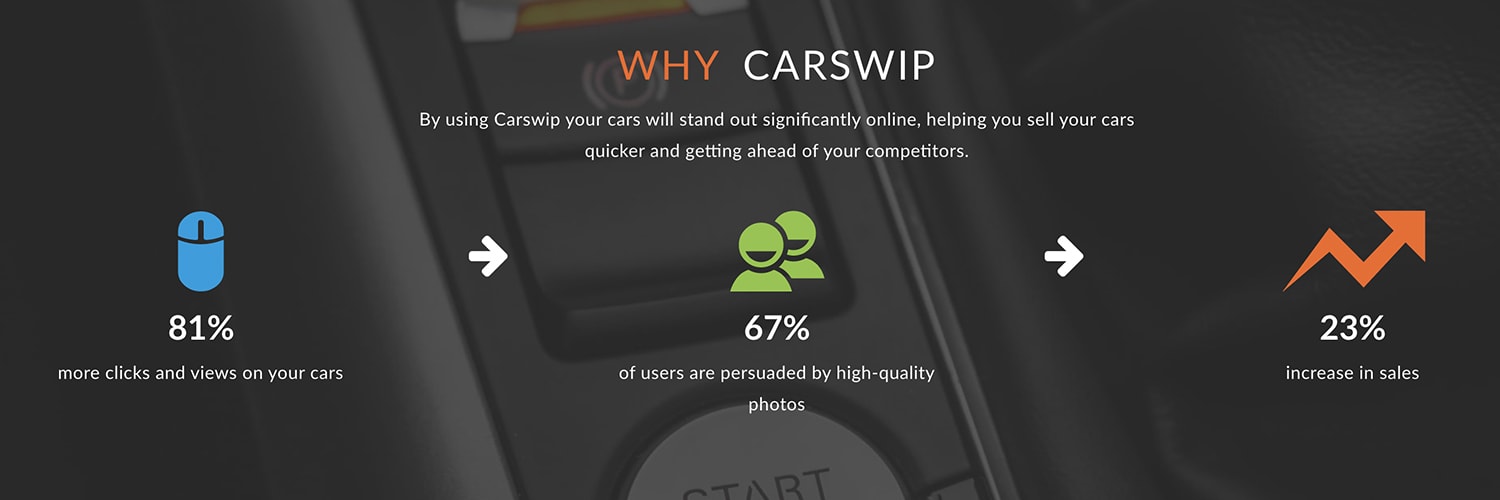 WHY CARSWIP
By using Carswip your cars will stand out significantly online, helping you sell your cars
quicker and getting ahead of your competitors.
81%
more clicks and views on your cars
67%
of users are persuaded by high-quality
photos
23%
increase in sales
START